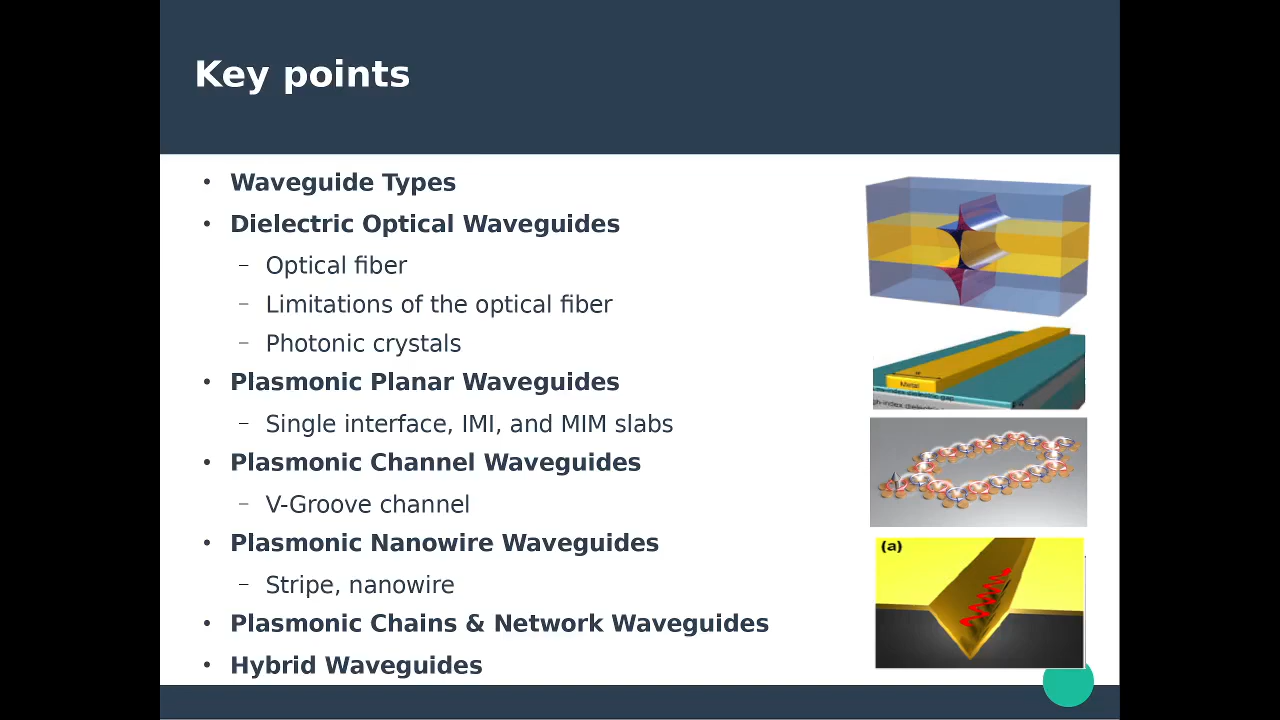 Key points
• Waveguide Types
• Dielectric Optical Waveguides
– Optical fiber
– Limitations of the optical fiber
– Photonic crystals
• Plasmonic Planar Waveguides
– Single interface, IMI, and MIM slabs
• Plasmonic Channel Waveguides
– V-Groove channel
• Plasmonic Nanowire Waveguides
– Stripe, nanowire
• Plasmonic Chains & Network Waveguides
• Hybrid Waveguides
Metal
(a)